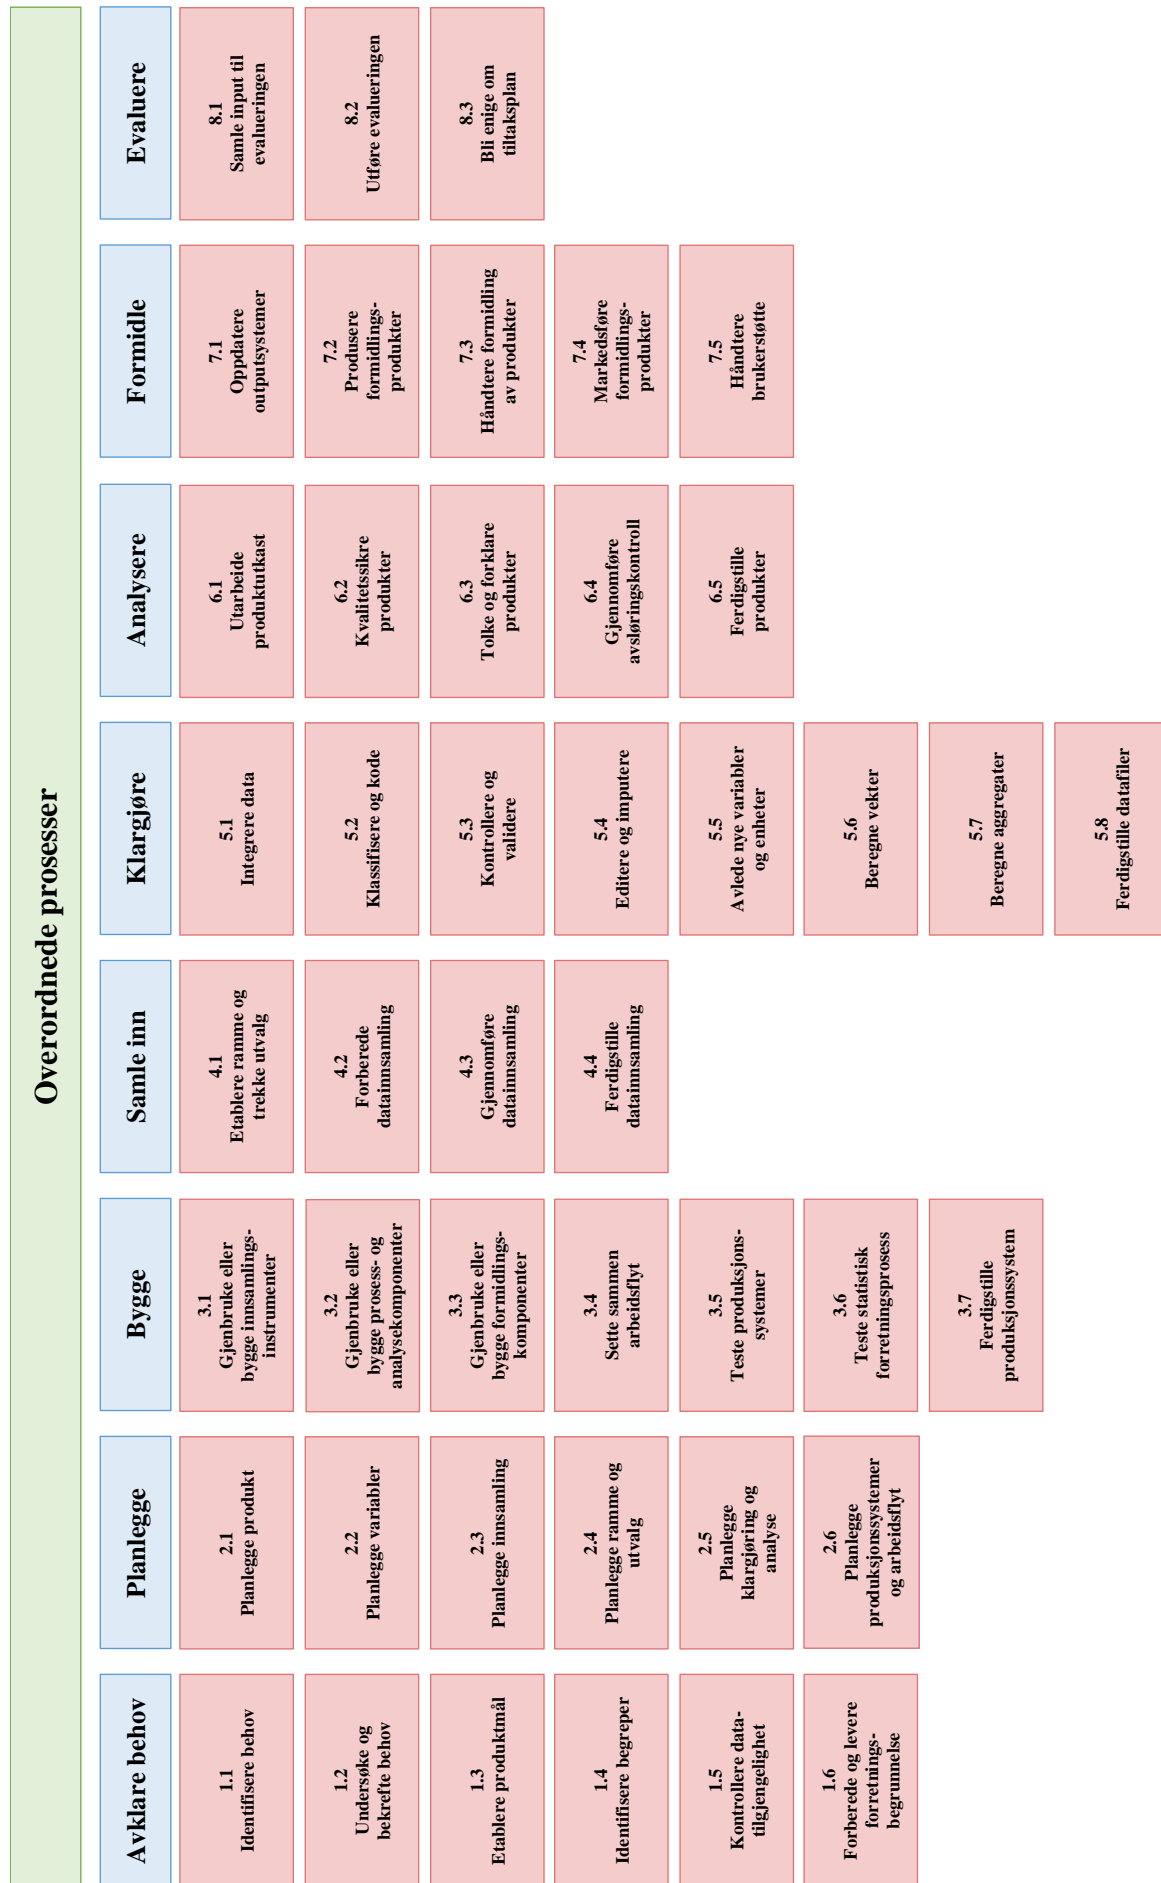 Overordnede prosesser
Avklare behov
1.1
Identifisere behov
1.2
Undersøke og
bekrefte behov
1.3
Etablere produktmål
1.4
Identifisere begreper
1.5
Kontrollere data-
tilgjengelighet
1.6
Forberede og levere
forretnings-
begrunnelse
Planlegge
2.1
Planlegge produkt
2.2
Planlegge variabler
2.3
Planlegge innsamling
2.4
Planlegge ramme og
utvalg
2.5
Planlegge
klargjøring og
analyse
2.6
Planlegge
produksjonssystemer
og arbeidsflyt
Bygge
3.1
Gjenbruke eller
bygge innsamlings-
instrumenter
3.2
Gjenbruke eller
bygge prosess- og
analysekomponenter
3.3
Gjenbruke eller
bygge formidlings-
komponenter
3.4
Sette sammen
arbeidsflyt
3.5
Teste produksjons-
systemer
3.6
Teste statistisk
forretningsprosess
3.7
Ferdigstille
produksjonssystem
Samle inn
4.1
Etablere ramme og
trekke utvalg
4.2
Forberede
datainnsamling
4.3
Gjennomføre
datainnsamling
4.4
Ferdigstille
datainnsamling
Klargjøre
5.1
Integrere data
5.2
Klassifisere og kode
5.3
Kontrollere og
validere
5.4
Editere og imputere
5.5
Avlede nye variabler
og enheter
5.6
Beregne vekter
5.7
Beregne aggregater
5.8
Ferdigstille datafiler
Analysere
6.1
Utarbeide
produktutkast
6.2
Kvalitetssikre
produkter
6.3
Tolke og forklare
produkter
6.4
Gjennomføre
avsløringskontroll
6.5
Ferdigstille
produkter
Formidle
7.1
Oppdatere
outputsystemer
7.2
Produsere
formidlings-
produkter
7.3
Håndtere formidling
av produkter
7.4
Markedsføre
formidlings-
produkter
7.5
Håndtere
brukerstøtte
Evaluere
8.1
Samle input til
evalueringen
8.2
Utføre evalueringen
8.3
Bli enige om
tiltaksplan